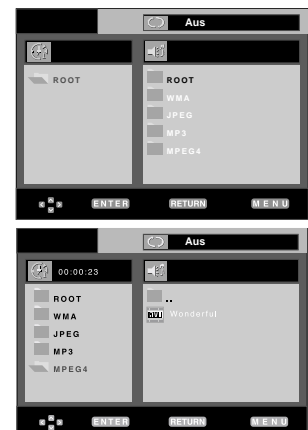 Aus
ROOT
ROOT
WMA
JPEG
MP3
MPEG4
ENTER RETURN MENU
Aus
00:00:23
ROOT
WMA
JPEG
MP3
MPEG4
..
Wonderful
ENTER RETURN MENU